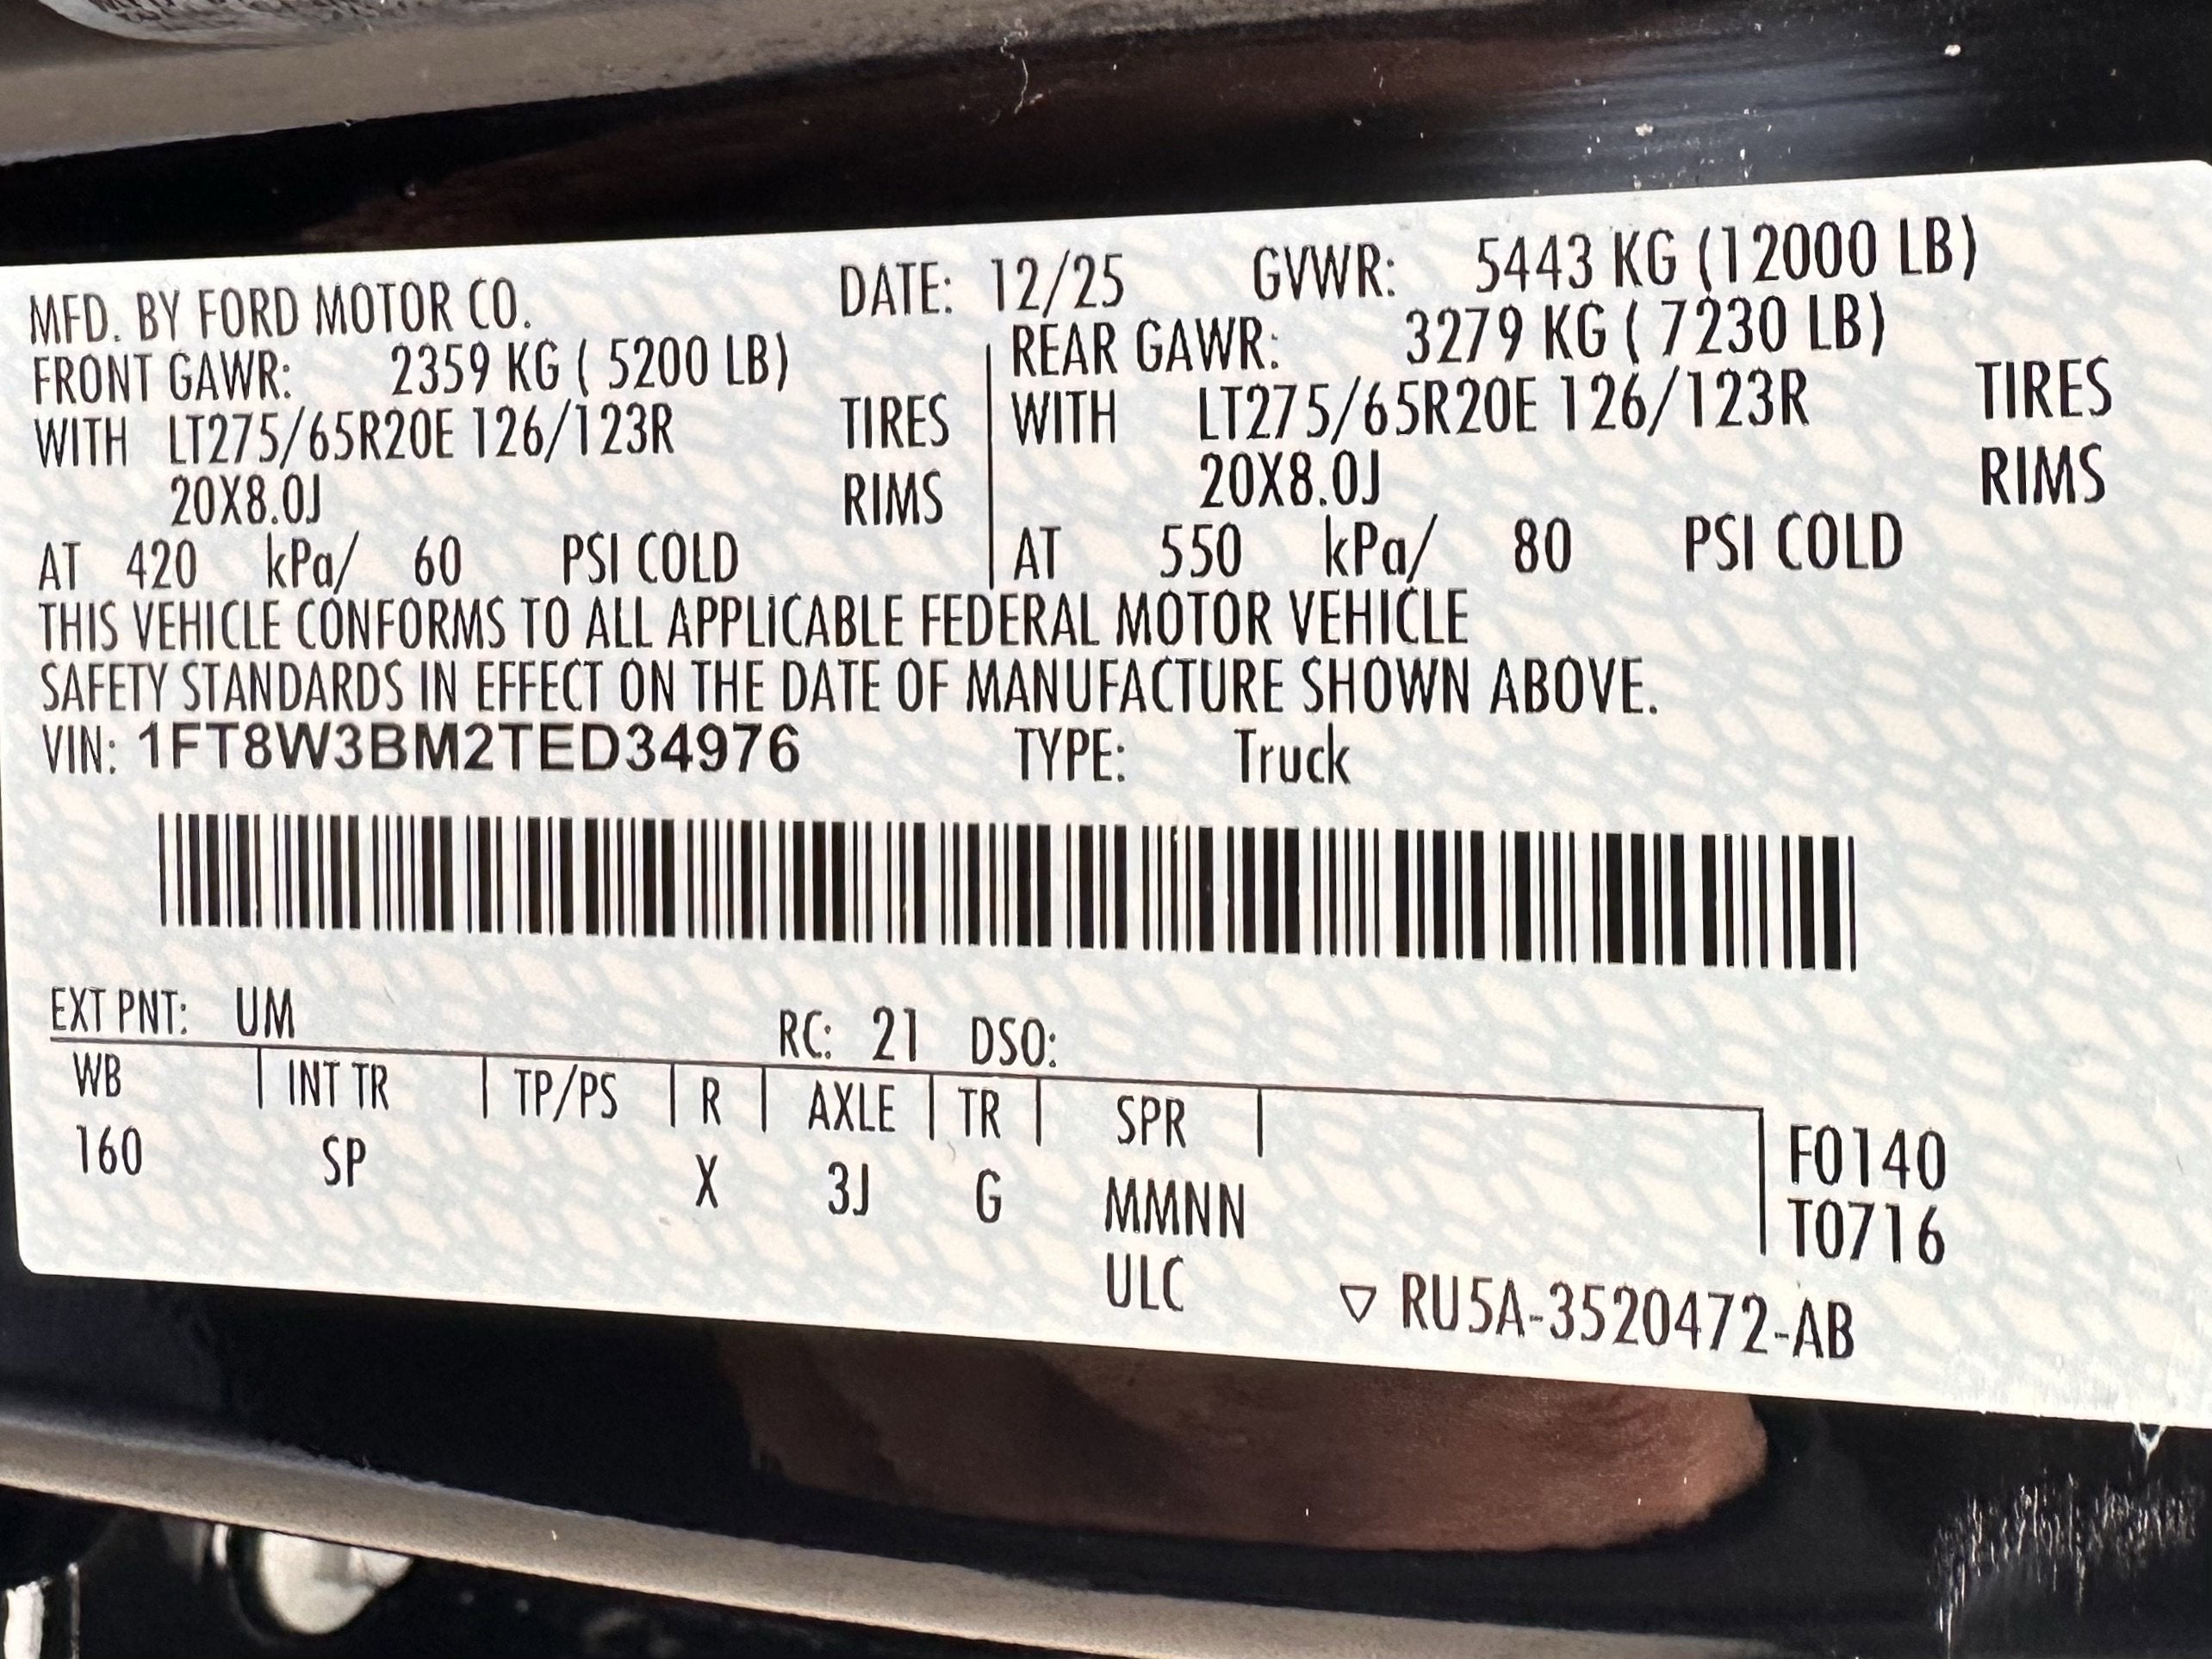 MFD. BY FORD MOTOR CO. DATE: 12/25 GVWR: 5443 KG (12000 LB)
FRONT GAWR: 2359 KG ( 5200 LB) REAR GAWR: 3279 KG ( 7230 LB)
WITH LT275/65R20E 126/123R TIRES WITH LT275/65R20E 126/123R TIRES
20X8.0J RIMS 20X8.0J RIMS
AT 420 kPa/ 60 PSI COLD AT 550 kPa/ 80 PSI COLD
THIS VEHICLE CONFORMS TO ALL APPLICABLE FEDERAL MOTOR VEHICLE
SAFETY STANDARDS IN EFFECT ON THE DATE OF MANUFACTURE SHOWN ABOVE.
VIN: 1FT8W3BM2TED34976 TYPE: Truck
EXT PNT: UM RC: 21 DSO:
WB INT TR TP/PS R AXLE TR SPR
160 SP X 3J G MMNN F0140
ULC T0716
▽ RU5A-3520472-AB